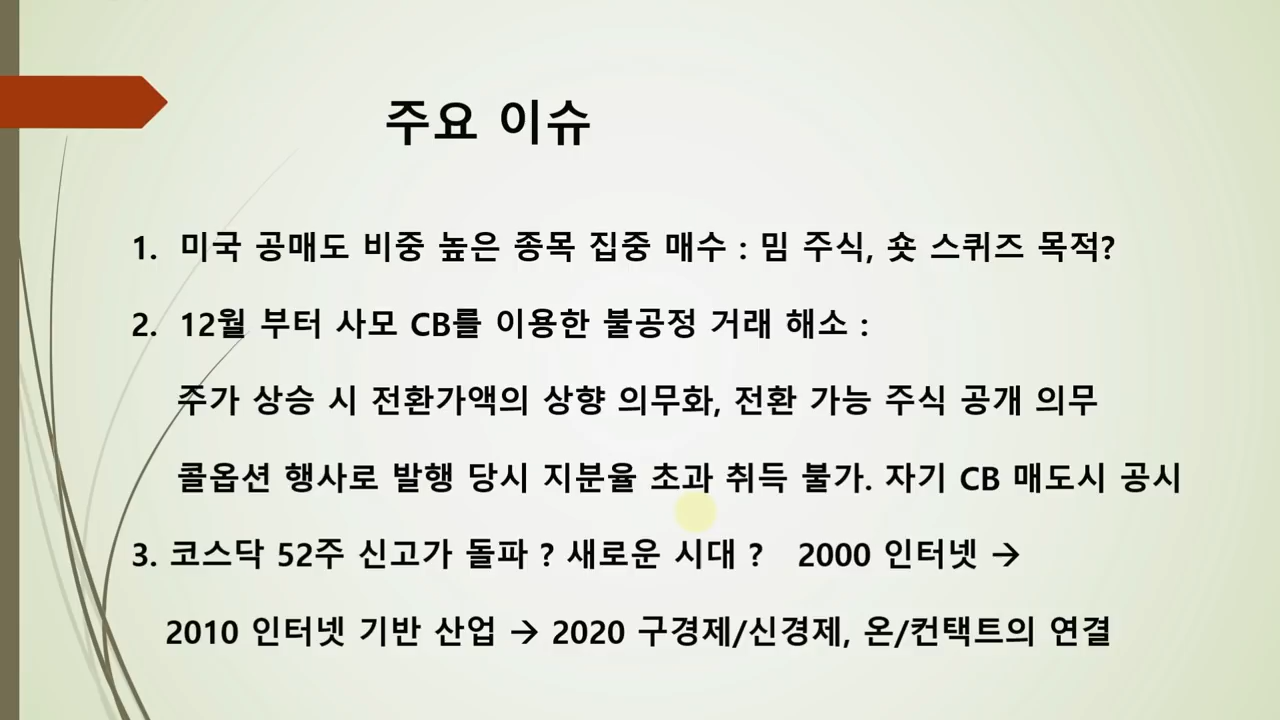 주요 이슈
1. 미국 공매도 비중 높은 종목 집중 매수 : 밈 주식, 숏 스퀴즈 목적?
2. 12월 부터 사모 CB를 이용한 불공정 거래 해소 :
주가 상승 시 전환가액의 상향 의무화, 전환 가능 주식 공개 의무
콜옵션 행사로 발행 당시 지분율 초과 취득 불가. 자기 CB 매도시 공시
3. 코스닥 52주 신고가 돌파 ? 새로운 시대 ? 2000 인터넷 →
2010 인터넷 기반 산업 → 2020 구경제/신경제, 온/컨택트의 연결